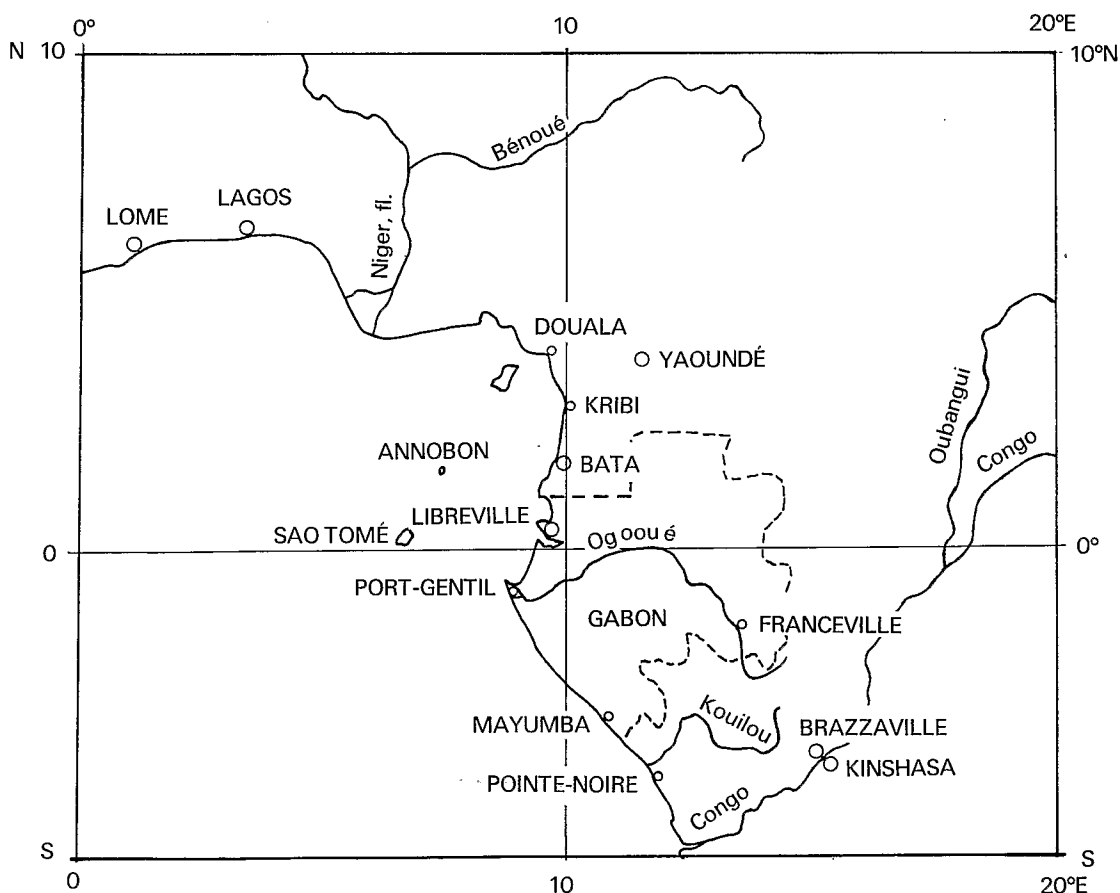 0°
10
20°E
N
10
10°N
Bénoué
LAGOS
LOME
Niger, fl.
DOUALA
YAOUNDÉ
KRIBI
Oubangui
Congo
ANNOBON
BATA
LIBREVILLE
SAO TOMÉ
Ogooué
0
0°
PORT-GENTIL
GABON
FRANCEVILLE
MAYUMBA
Kouilou
BRAZZAVILLE
KINSHASA
POINTE-NOIRE
Congo
S
S
0
10
20°E